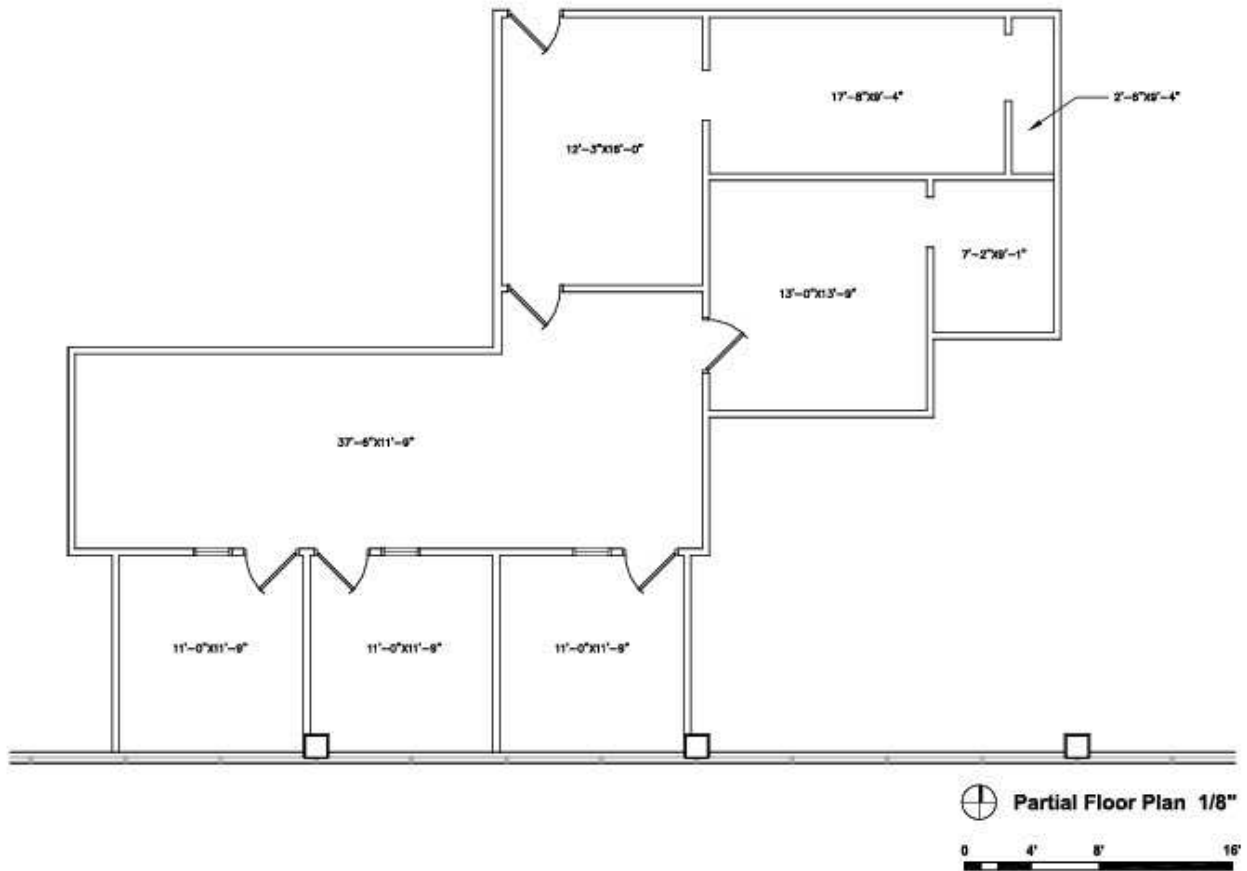 17'-8"X9'-4"
2'-6"X9'-4"
12'-3"X16'-0"
7'-2"X9'-1"
13'-0"X13'-9"
37'-6"X11'-9"
11'-0"X11'-9"
11'-0"X11'-9"
11'-0"X11'-9"
Partial Floor Plan 1/8"
0 4' 8' 16'